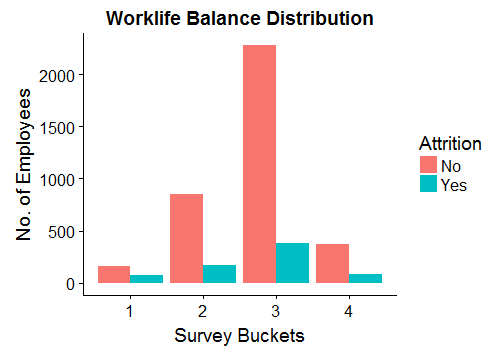 Worklife Balance Distribution
No. of Employees
2000
1500
1000
500
0
1 2 3 4
Survey Buckets
Attrition
No
Yes